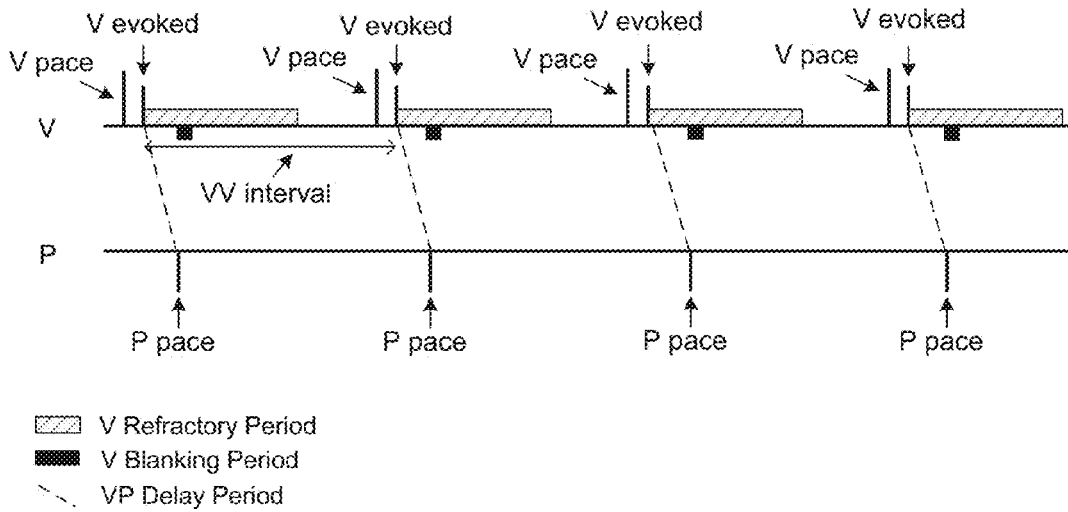 V evoked
V evoked
V evoked
V evoked
V pace
V pace
V pace
V pace
V
VV interval
P
P pace
P pace
P pace
P pace
V Refractory Period
V Blanking Period
VP Delay Period